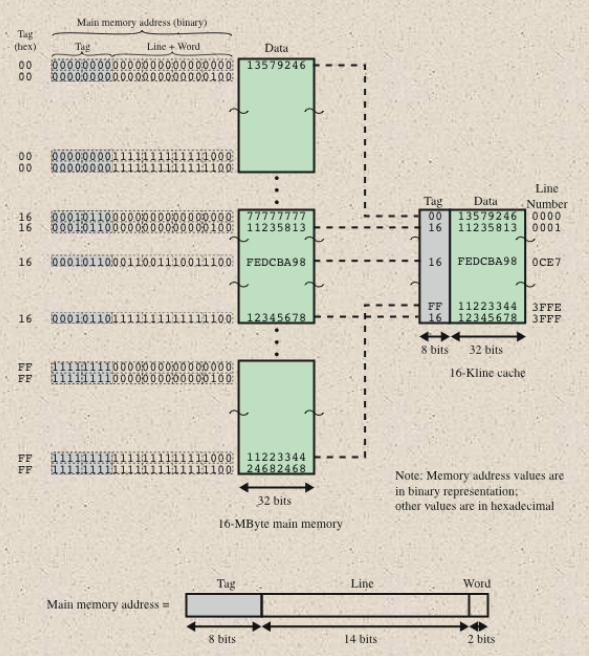 Main memory address (binary)
Tag
(hex)
Tag
Line + Word
Data
00 000000000000000000000000 13579246
00 000000000000000000000100
00 000000001111111111111000
00 000000001111111111111100
16 000101100000000000000000 77777777
16 000101100000000000000100 11235813
16 000101100011001110011100 FEDCBA98
16 000101101111111111111100 12345678
FF 111111110000000000000000
FF 111111110000000000000100
FF 111111111111111111111000 11223344
FF 111111111111111111111100 24682468
32 bits
16-MByte main memory
Tag Data Line
Number
00 13579246 0000
16 11235813 0001
16 FEDCBA98 0CE7
FF 11223344 3FFE
16 12345678 3FFF
8 bits 32 bits
16-Kline cache
Note: Memory address values are
in binary representation;
other values are in hexadecimal
Tag Line Word
Main memory address =
8 bits 14 bits 2 bits